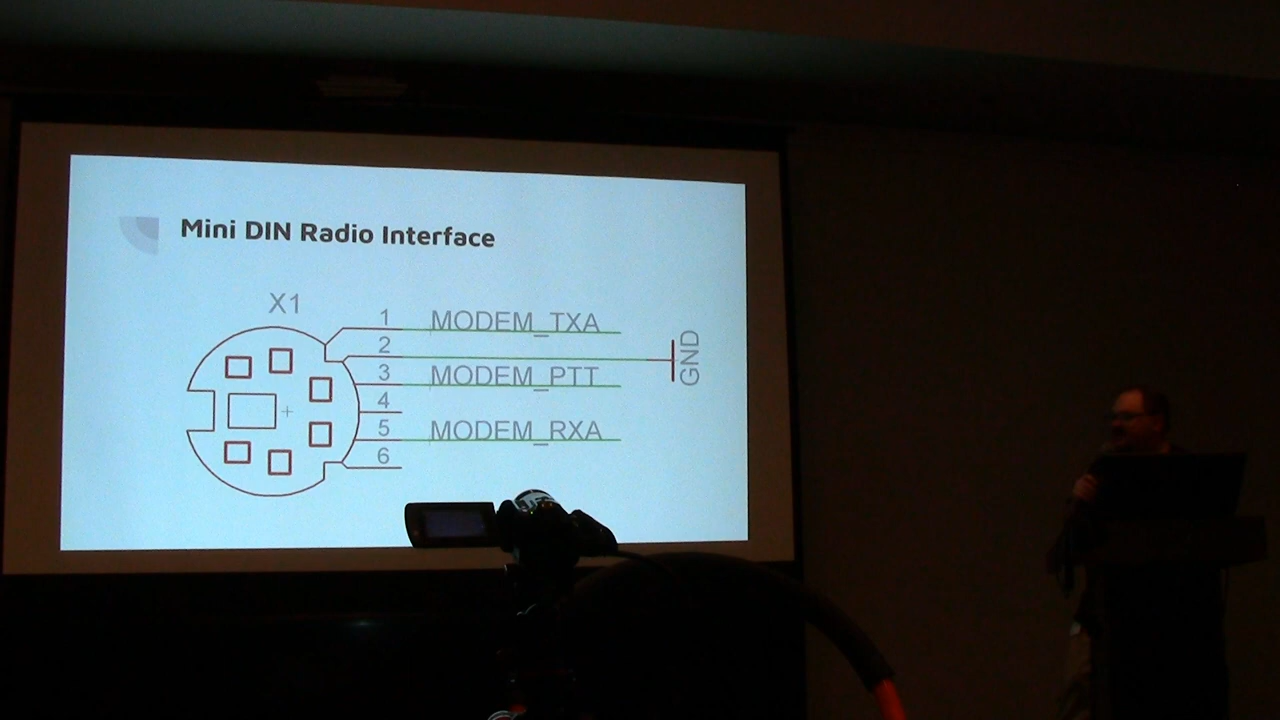 Mini DIN Radio Interface
X1
1 MODEM_TXA
2 GND
3 MODEM_PTT
4
5 MODEM_RXA
6